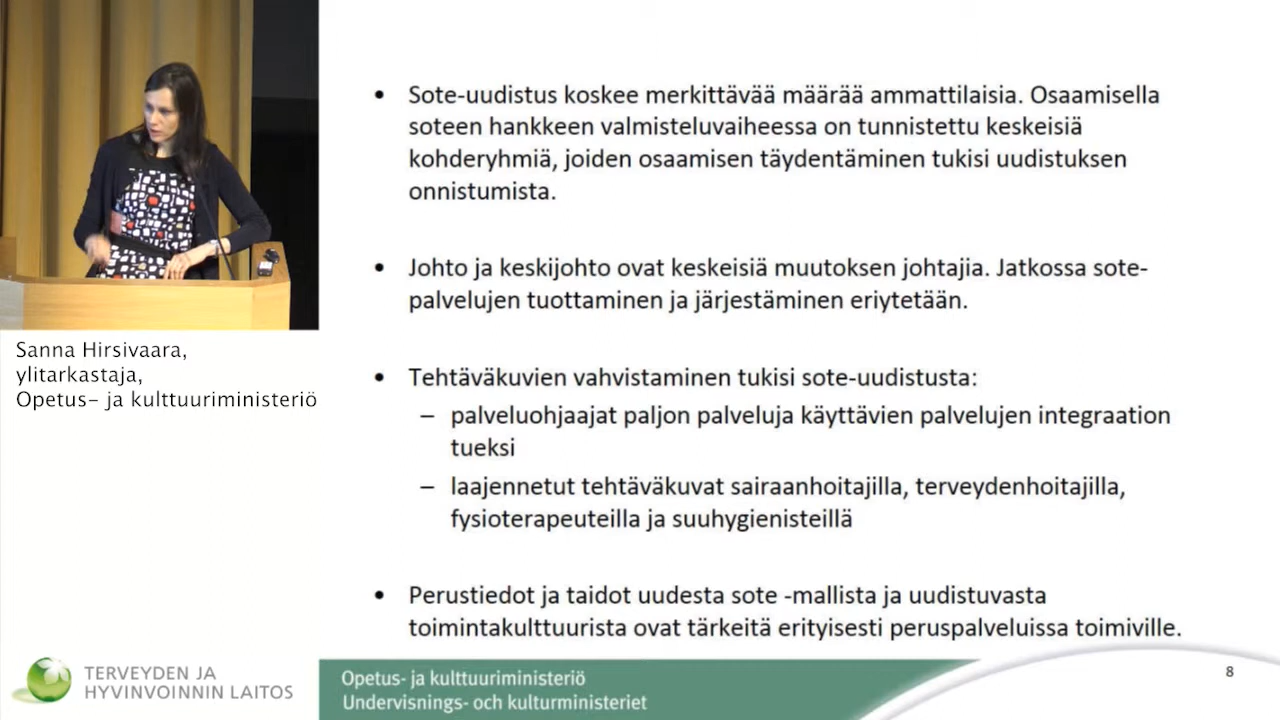 • Sote-uudistus koskee merkittävää määrää ammattilaisia. Osaamisella
soteen hankkeen valmisteluvaiheessa on tunnistettu keskeisiä
kohderyhmiä, joiden osaamisen täydentäminen tukisi uudistuksen
onnistumista.
• Johto ja keskijohto ovat keskeisiä muutoksen johtajia. Jatkossa sote-
palvelujen tuottaminen ja järjestäminen eriytetään.
• Tehtäväkuvien vahvistaminen tukisi sote-uudistusta:
– palveluohjaajat paljon palveluja käyttävien palvelujen integraation
tueksi
– laajennetut tehtäväkuvat sairaanhoitajilla, terveydenhoitajilla,
fysioterapeuteilla ja suuhygienisteillä
• Perustiedot ja taidot uudesta sote -mallista ja uudistuvasta
toimintakulttuurista ovat tärkeitä erityisesti peruspalveluissa toimiville.
Sanna Hirsivaara,
ylitarkastaja,
Opetus- ja kulttuuriministeriö
TERVEYDEN JA
HYVINVOINNIN LAITOS
Opetus- ja kulttuuriministeriö
Undervisnings- och kulturministeriet
8